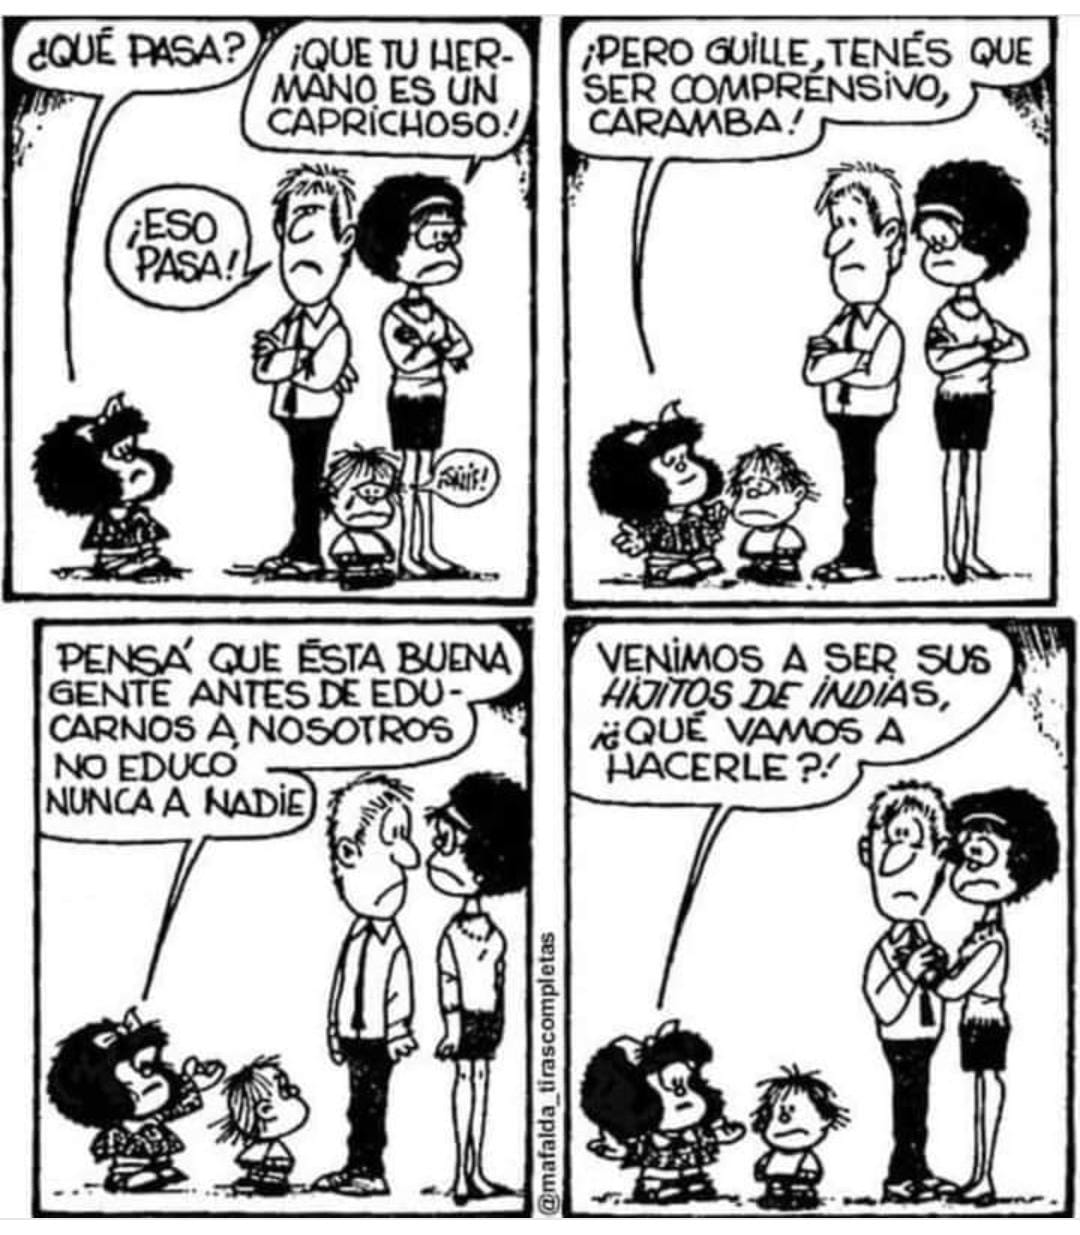 ¿QUÉ PASA?
¡QUE TU HER-
MANO ES UN
CAPRICHOSO!
¡ESO
PASA!
¡SÑIF!
¡PERO GUILLE, TENÉS QUE
SER COMPRENSIVO,
CARAMBA!
PENSÁ QUE ÉSTA BUENA
GENTE ANTES DE EDU-
CARNOS A NOSOTROS
NO EDUCÓ
NUNCA A NADIE
VENIMOS A SER SUS
HIJITOS DE INDIAS,
¡¿QUÉ VAMOS A
HACERLE?!
@mafalda_tirascompletas